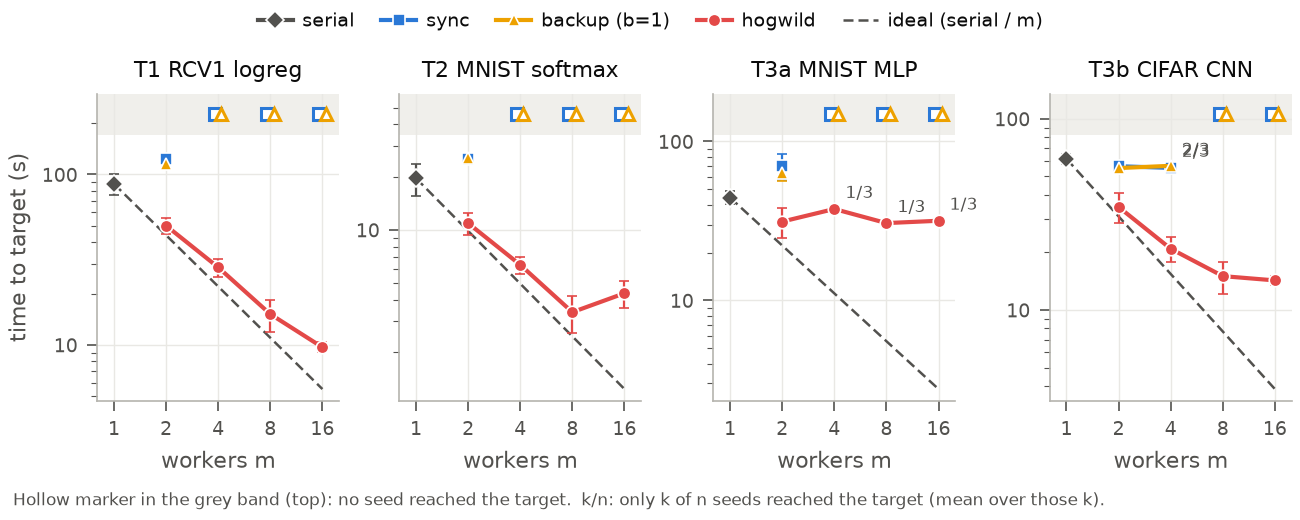 serial sync backup (b=1) hogwild ideal (serial / m)
T1 RCV1 logreg
T2 MNIST softmax
T3a MNIST MLP
T3b CIFAR CNN
time to target (s)
100
10
1 2 4 8 16
workers m
10
1 2 4 8 16
workers m
100
10
1/3
1/3
1/3
1 2 4 8 16
workers m
100
10
2/3
1 2 4 8 16
workers m
Hollow marker in the grey band (top): no seed reached the target. k/n: only k of n seeds reached the target (mean over those k).